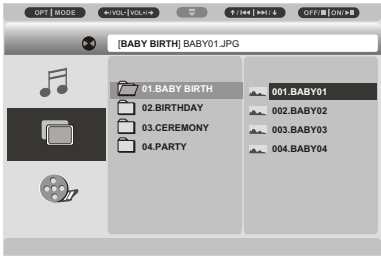 OPT | MODE ←/VOL- | VOL+/→ ↑/I◀◀ | ▶▶I/↓ OFF/■ | ON/▶II
[BABY BIRTH] BABY01.JPG
01.BABY BIRTH
02.BIRTHDAY
03.CEREMONY
04.PARTY
001.BABY01
002.BABY02
003.BABY03
004.BABY04